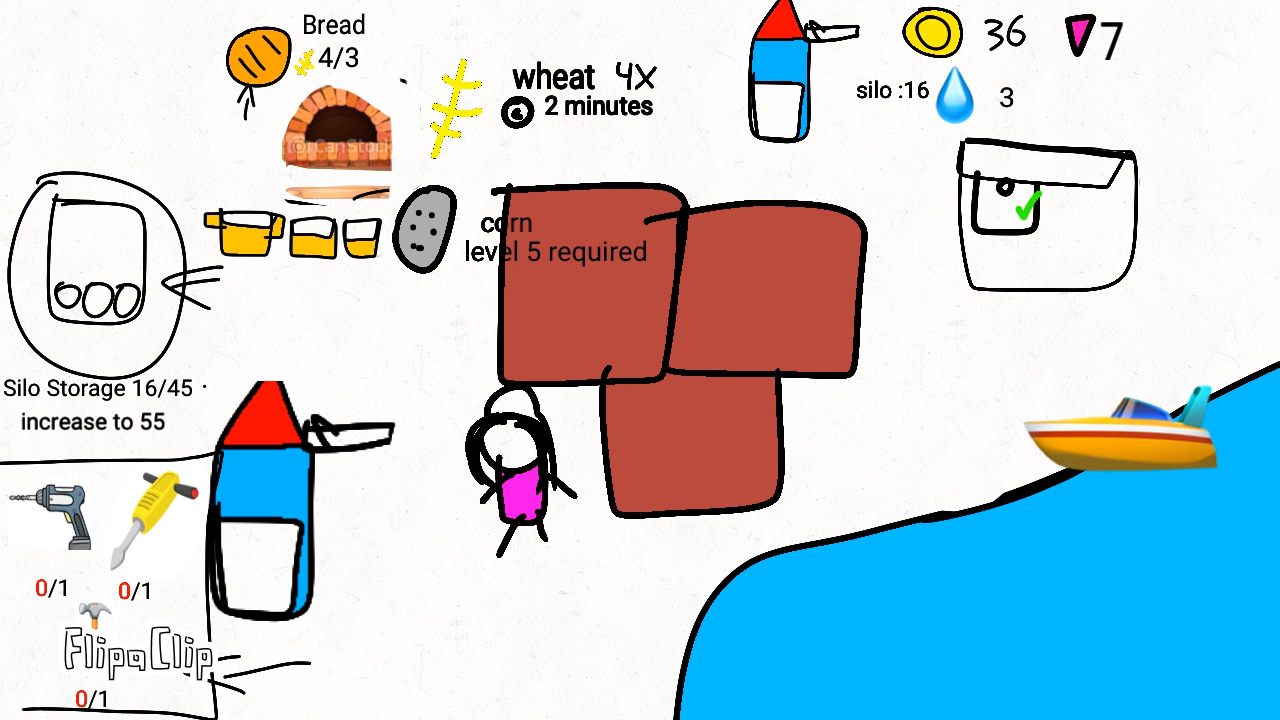 Bread
4/3
wheat 4X
2 minutes
36
7
silo :16
3
corn
level 5 required
Silo Storage 16/45
increase to 55
0/1
0/1
FlipaClip
0/1